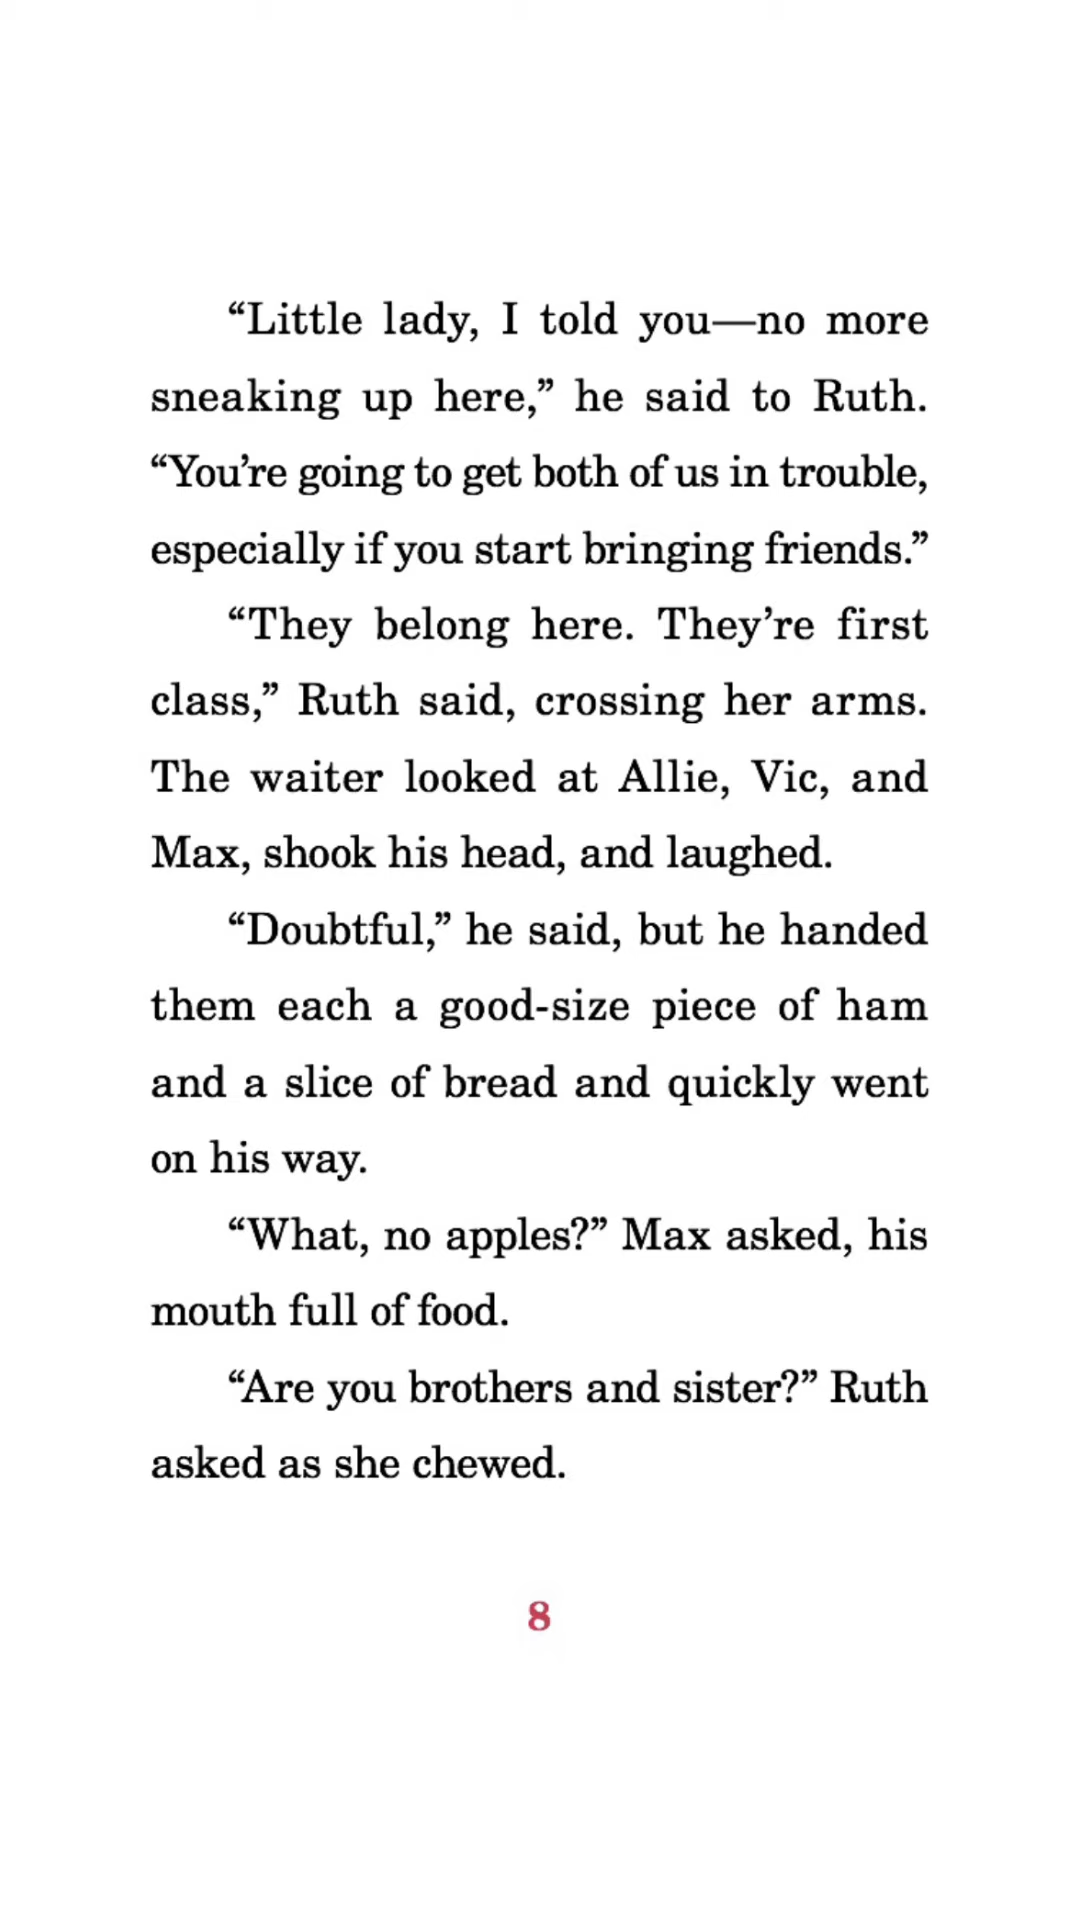 “Little lady, I told you—no more
sneaking up here,” he said to Ruth.
“You’re going to get both of us in trouble,
especially if you start bringing friends.”
“They belong here. They’re first
class,” Ruth said, crossing her arms.
The waiter looked at Allie, Vic, and
Max, shook his head, and laughed.
“Doubtful,” he said, but he handed
them each a good-size piece of ham
and a slice of bread and quickly went
on his way.
“What, no apples?” Max asked, his
mouth full of food.
“Are you brothers and sister?” Ruth
asked as she chewed.
8